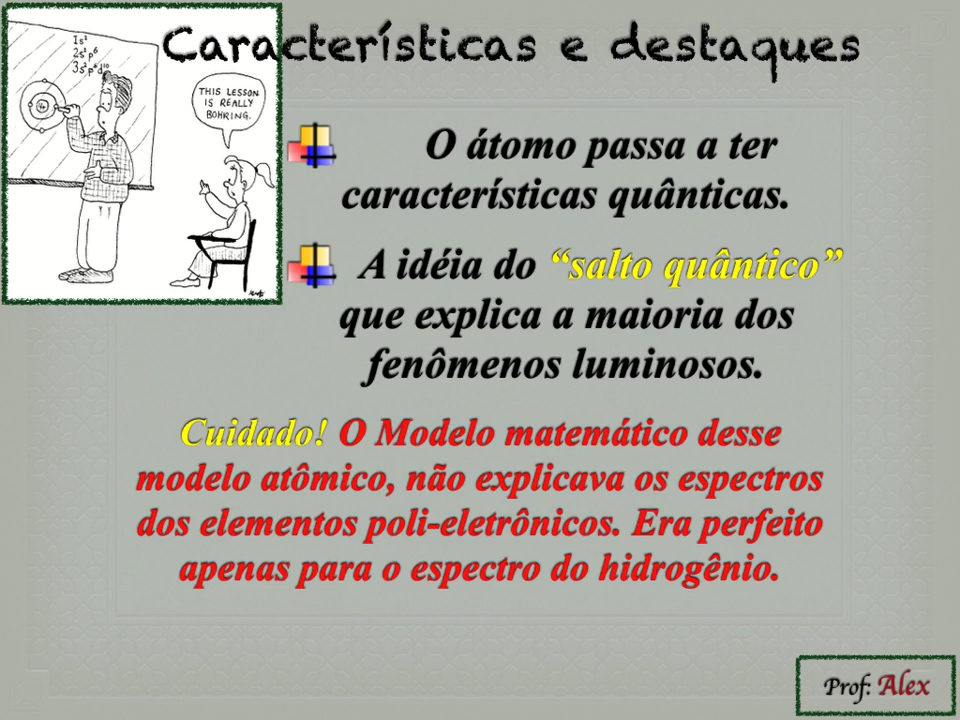 Características e destaques
1s²
2s²p⁶
3s²p⁶d¹⁰
THIS LESSON
IS REALLY
BOHRING.
O átomo passa a ter
características quânticas.
A idéia do “salto quântico”
que explica a maioria dos
fenômenos luminosos.
Cuidado! O Modelo matemático desse
modelo atômico, não explicava os espectros
dos elementos poli-eletrônicos. Era perfeito
apenas para o espectro do hidrogênio.
Prof: Alex